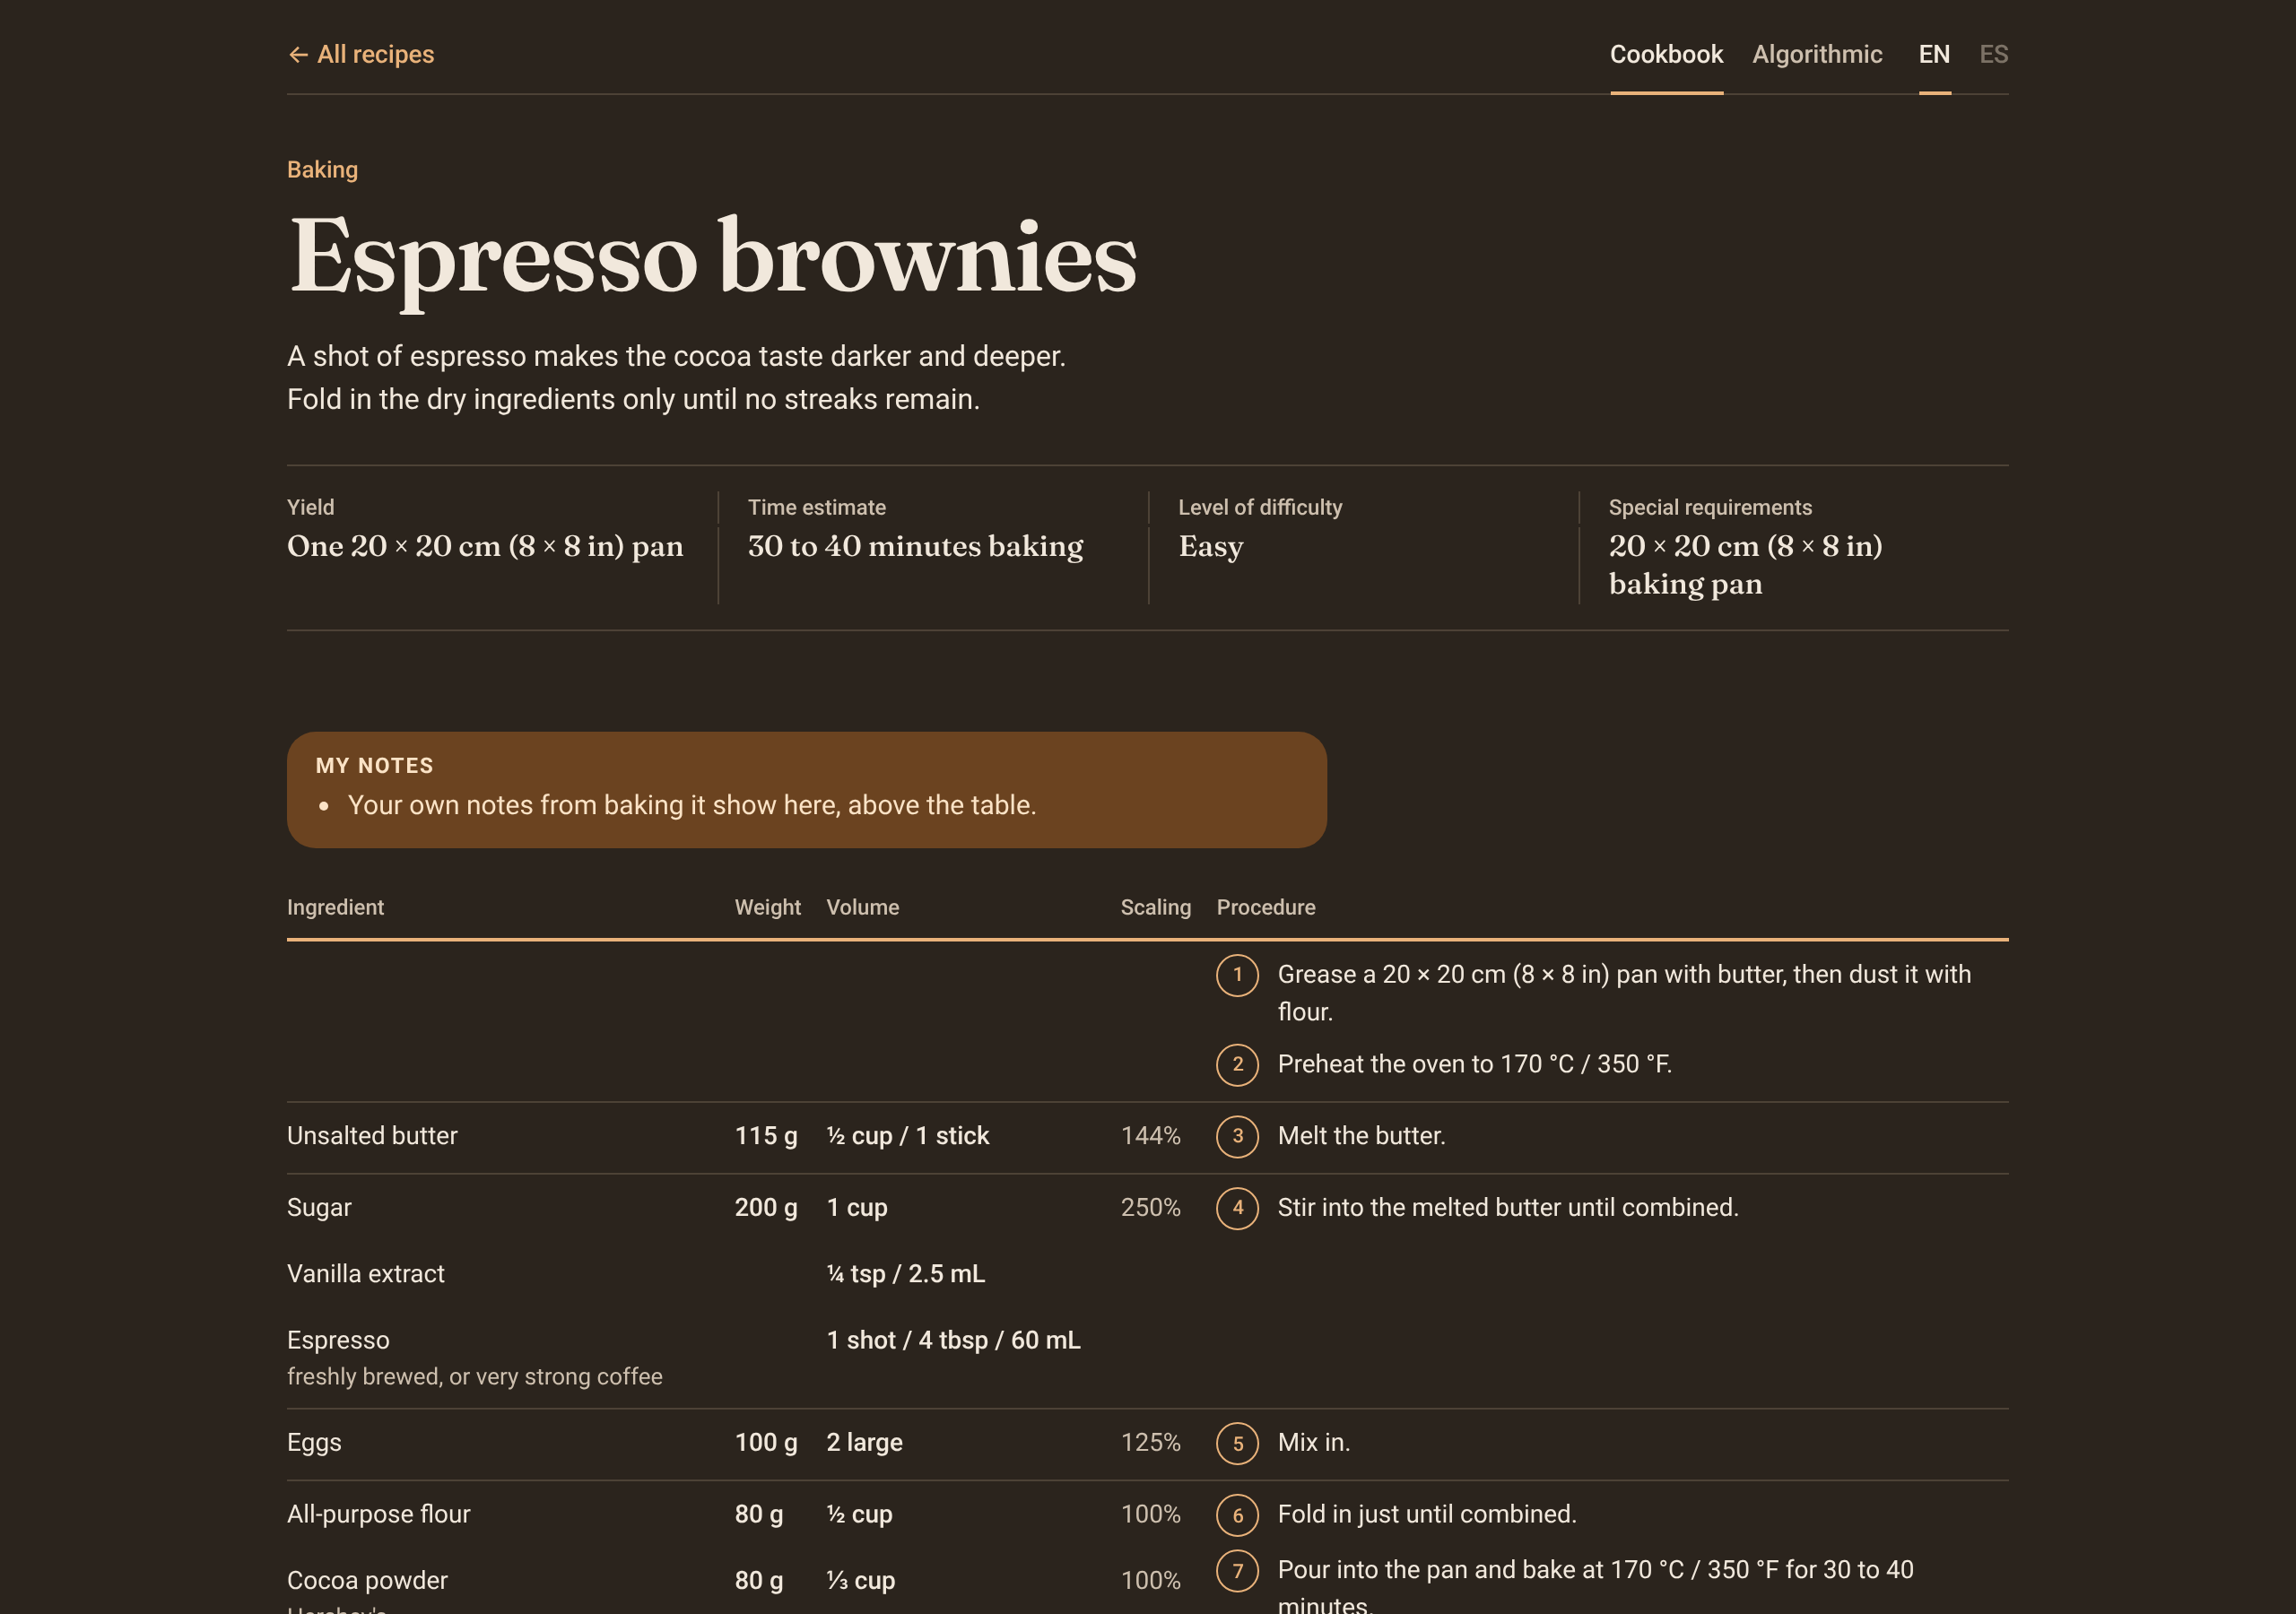 ← All recipes
Cookbook Algorithmic EN ES
Baking
Espresso brownies
A shot of espresso makes the cocoa taste darker and deeper.
Fold in the dry ingredients only until no streaks remain.
Yield
One 20 × 20 cm (8 × 8 in) pan
Time estimate
30 to 40 minutes baking
Level of difficulty
Easy
Special requirements
20 × 20 cm (8 × 8 in)
baking pan
MY NOTES
• Your own notes from baking it show here, above the table.
Ingredient Weight Volume Scaling Procedure
1 Grease a 20 × 20 cm (8 × 8 in) pan with butter, then dust it with
flour.
2 Preheat the oven to 170 °C / 350 °F.
Unsalted butter 115 g ½ cup / 1 stick 144% 3 Melt the butter.
Sugar 200 g 1 cup 250% 4 Stir into the melted butter until combined.
Vanilla extract ¼ tsp / 2.5 mL
Espresso 1 shot / 4 tbsp / 60 mL
freshly brewed, or very strong coffee
Eggs 100 g 2 large 125% 5 Mix in.
All-purpose flour 80 g ½ cup 100% 6 Fold in just until combined.
Cocoa powder 80 g ⅓ cup 100% 7 Pour into the pan and bake at 170 °C / 350 °F for 30 to 40
Hershey's minutes.